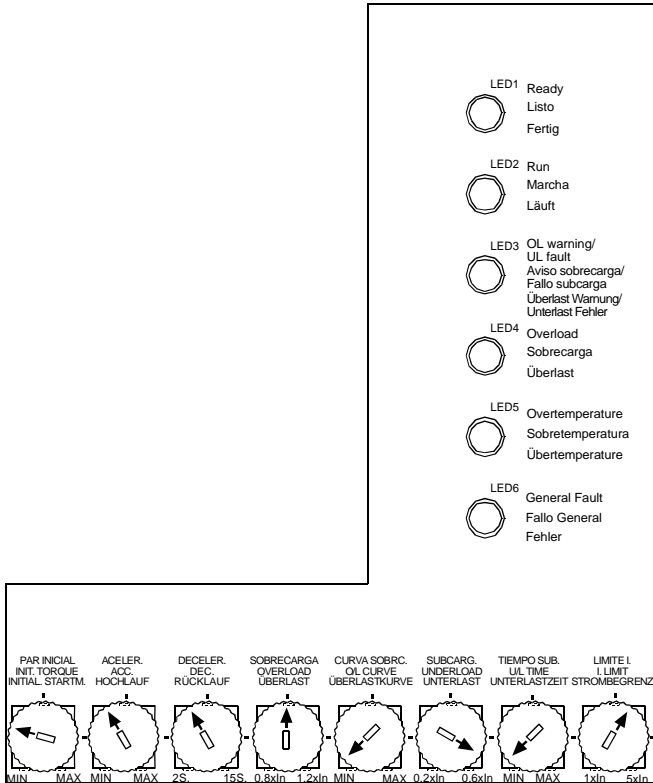 LED1 Ready
Listo
Fertig
LED2 Run
Marcha
Läuft
LED3 OL warning/
UL fault
Aviso sobrecarga/
Fallo subcarga
Überlast Warnung/
Unterlast Fehler
LED4 Overload
Sobrecarga
Überlast
LED5 Overtemperature
Sobretemperatura
Übertemperature
LED6 General Fault
Fallo General
Fehler
PAR INICIAL
INIT. TORQUE
INITIAL. STARTM.
ACELER.
ACC.
HOCHLAUF
DECELER.
DEC.
RÜCKLAUF
SOBRECARGA
OVERLOAD
ÜBERLAST
CURVA SOBRC.
O/L CURVE
ÜBERLASTKURVE
SUBCARG.
UNDERLOAD
UNTERLAST
TIEMPO SUB.
U/L TIME
UNTERLASTZEIT
LIMITE I.
I. LIMIT
STROMBEGRENZ
MIN MAX
MIN MAX
2S. 15S.
0.8xIn 1.2xIn
MIN MAX
0.2xIn 0.6xIn
MIN MAX
1xIn 5xIn